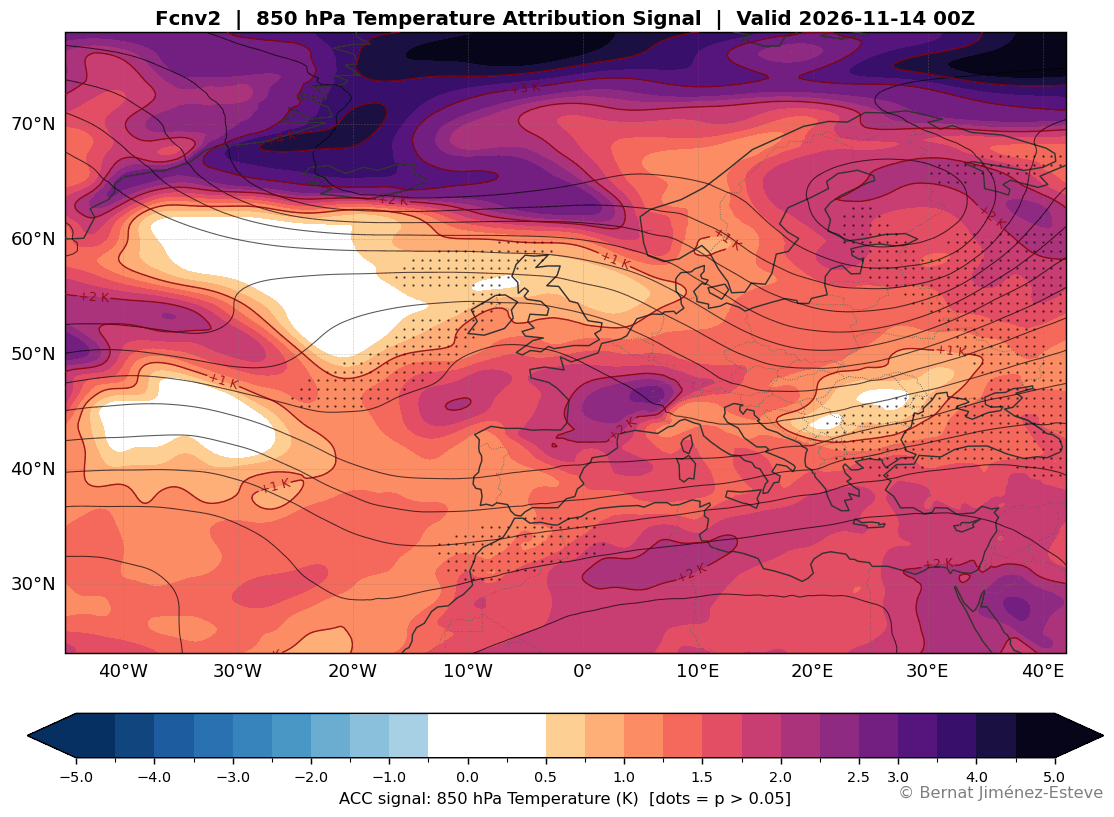 Fcnv2 | 850 hPa Temperature Attribution Signal | Valid 2026-11-14 00Z
70°N
60°N
50°N
40°N
30°N
+3 K
+2 K
+1 K
+1 K
+2 K
+2 K
+1 K
+1 K
+2 K
+1 K
+2 K
+2 K
40°W
30°W
20°W
10°W
0°
10°E
20°E
30°E
40°E
−5.0
−4.0
−3.0
−2.0
−1.0
0.0
0.5
1.0
1.5
2.0
2.5
3.0
4.0
5.0
ACC signal: 850 hPa Temperature (K) [dots = p > 0.05]
© Bernat Jiménez-Esteve